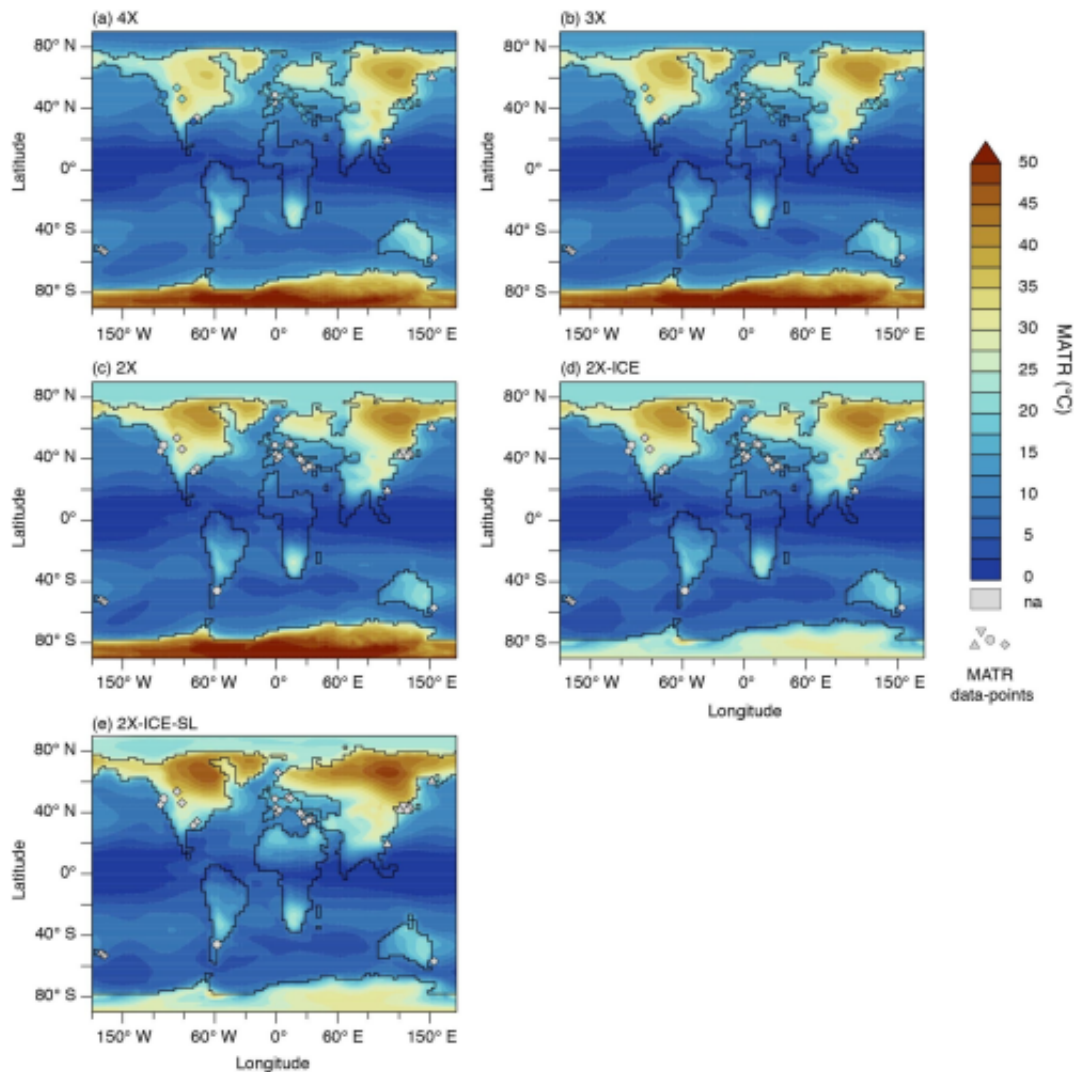 (a) 4X
(b) 3X
80° N
40° N
0°
40° S
80° S
Latitude
150° W 60° W 0° 60° E 150° E
80° N
40° N
0°
40° S
80° S
Latitude
150° W 60° W 0° 60° E 150° E
(c) 2X
(d) 2X-ICE
80° N
40° N
0°
40° S
80° S
Latitude
150° W 60° W 0° 60° E 150° E
80° N
40° N
0°
40° S
80° S
Latitude
150° W 60° W 0° 60° E 150° E
Longitude
50
45
40
35
30
25
20
15
10
5
0
na
MATR (°C)
MATR
data-points
(e) 2X-ICE-SL
80° N
40° N
0°
40° S
80° S
Latitude
150° W 60° W 0° 60° E 150° E
Longitude